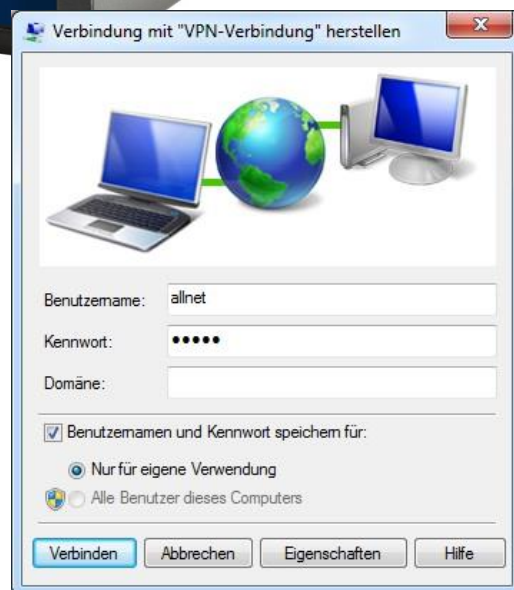 Verbindung mit "VPN-Verbindung" herstellen
Benutzername: allnet
Kennwort: •••••
Domäne:
Benutzernamen und Kennwort speichern für:
Nur für eigene Verwendung
Alle Benutzer dieses Computers
Verbinden Abbrechen Eigenschaften Hilfe